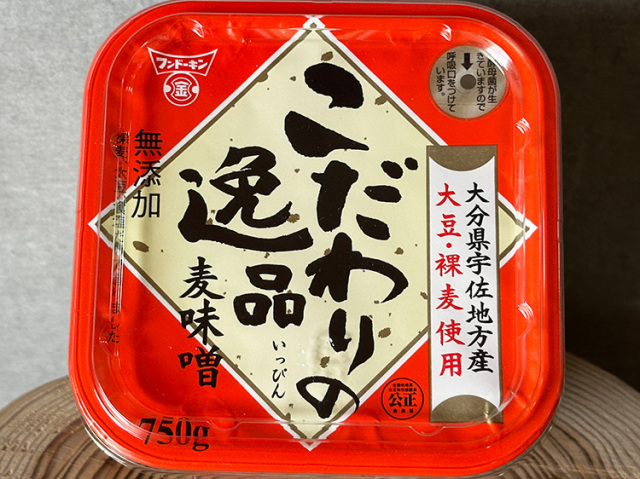 酵母菌が生
きていますので
呼吸口をつけて
います。
大分県宇佐地方産
大豆・裸麦使用
こだわりの
逸品
いっぴん
麦味噌
フンドーキン
金
無添加
公正
750g